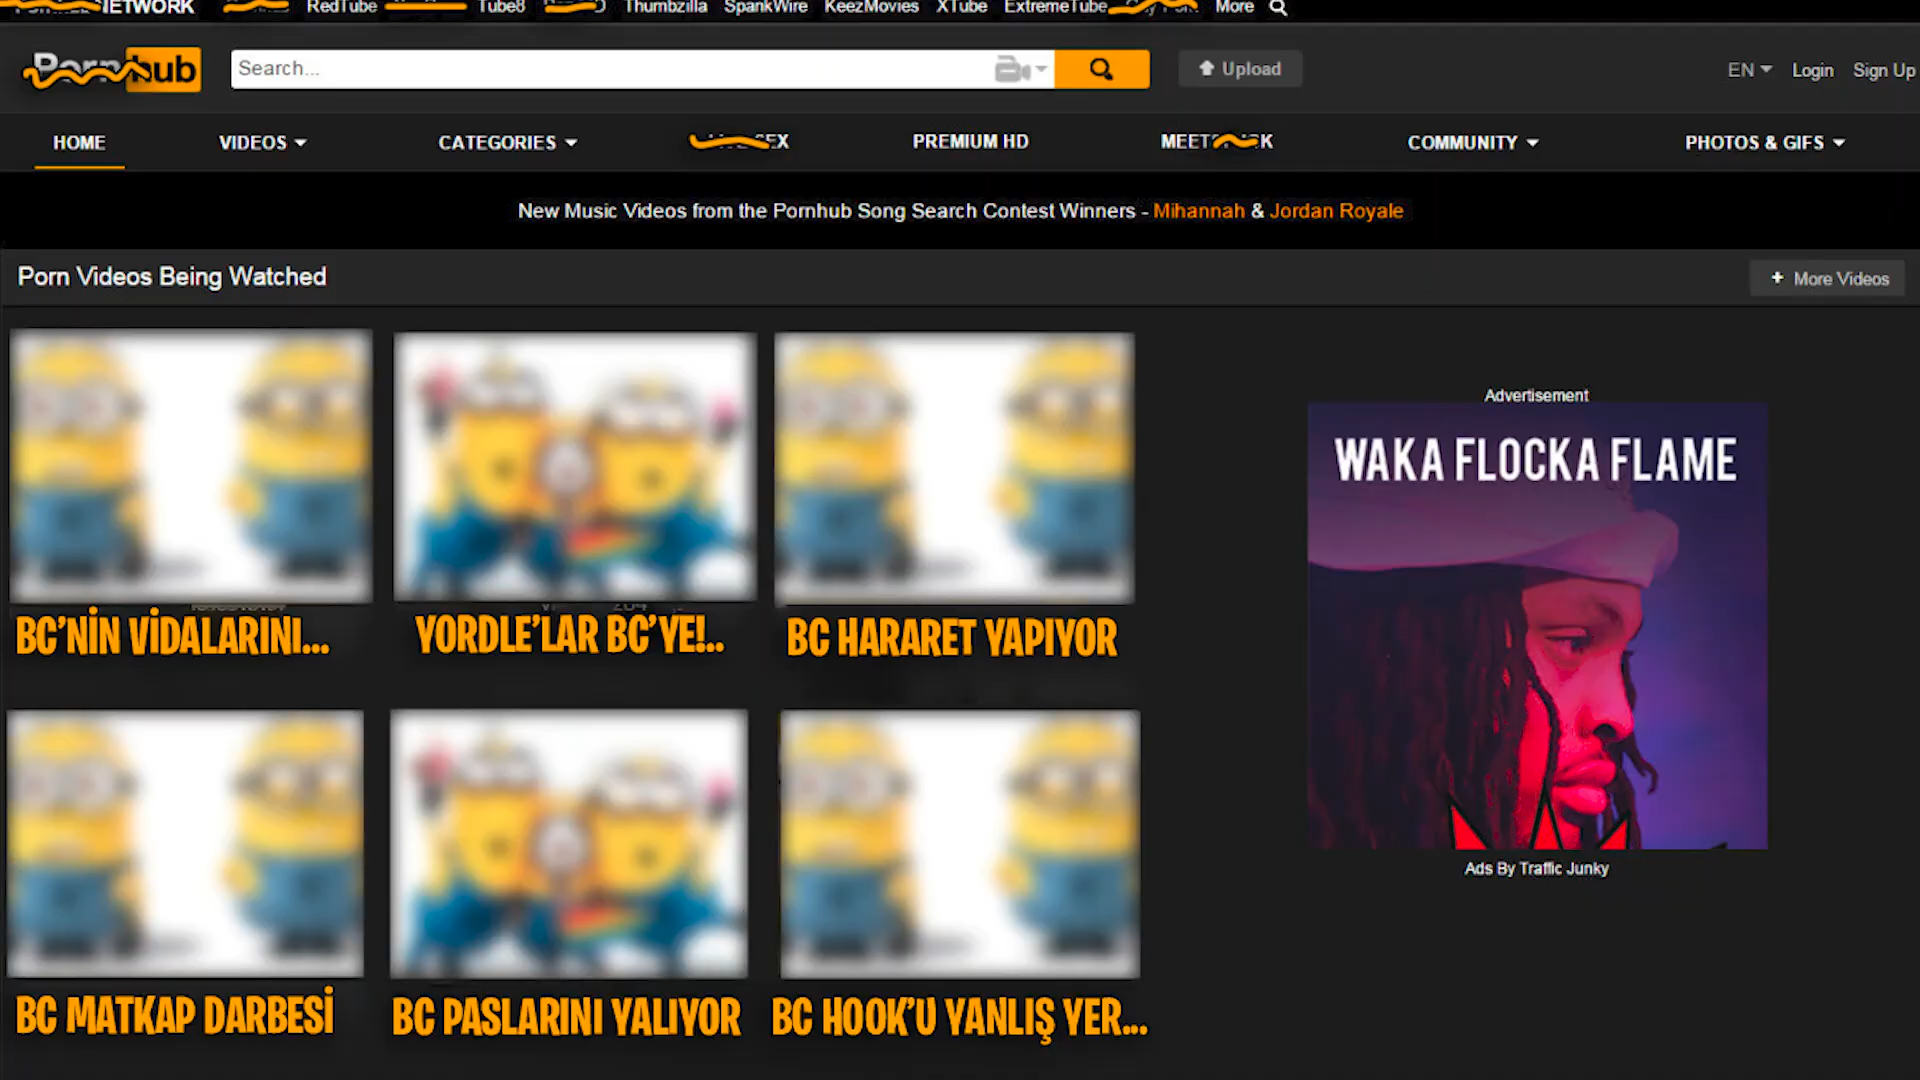 NETWORK RedTube Tube8 Thumbzilla SpankWire KeezMovies XTube ExtremeTube More
Pornhub Search... Upload EN Login Sign Up
HOME VIDEOS CATEGORIES PREMIUM HD COMMUNITY PHOTOS & GIFS
New Music Videos from the Pornhub Song Search Contest Winners - Mihannah & Jordan Royale
Porn Videos Being Watched + More Videos
Advertisement
WAKA FLOCKA FLAME
BC'NİN VİDALARINI... YORDLE'LAR BC'YE!.. BC HARARET YAPIYOR
Ads By Traffic Junky
BC MATKAP DARBESİ BC PASLARINI YALIYOR BC HOOK'U YANLIŞ YER...